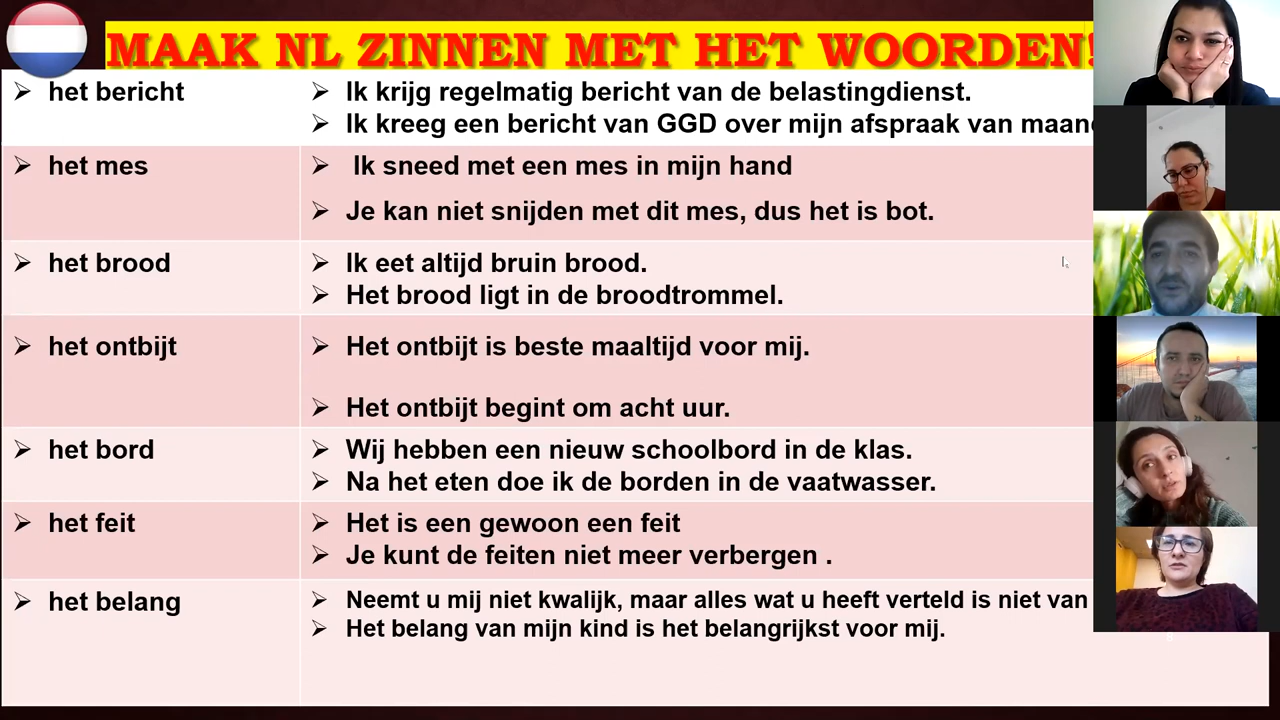 MAAK NL ZINNEN MET HET WOORDEN!
het bericht
Ik krijg regelmatig bericht van de belastingdienst.
Ik kreeg een bericht van GGD over mijn afspraak van
het mes
Ik sneed met een mes in mijn hand
Je kan niet snijden met dit mes, dus het is bot.
het brood
Ik eet altijd bruin brood.
Het brood ligt in de broodtrommel.
het ontbijt
Het ontbijt is beste maaltijd voor mij.
Het ontbijt begint om acht uur.
het bord
Wij hebben een nieuw schoolbord in de klas.
Na het eten doe ik de borden in de vaatwasser.
het feit
Het is een gewoon een feit
Je kunt de feiten niet meer verbergen .
het belang
Neemt u mij niet kwalijk, maar alles wat u heeft verteld is niet van
Het belang van mijn kind is het belangrijkst voor mij.